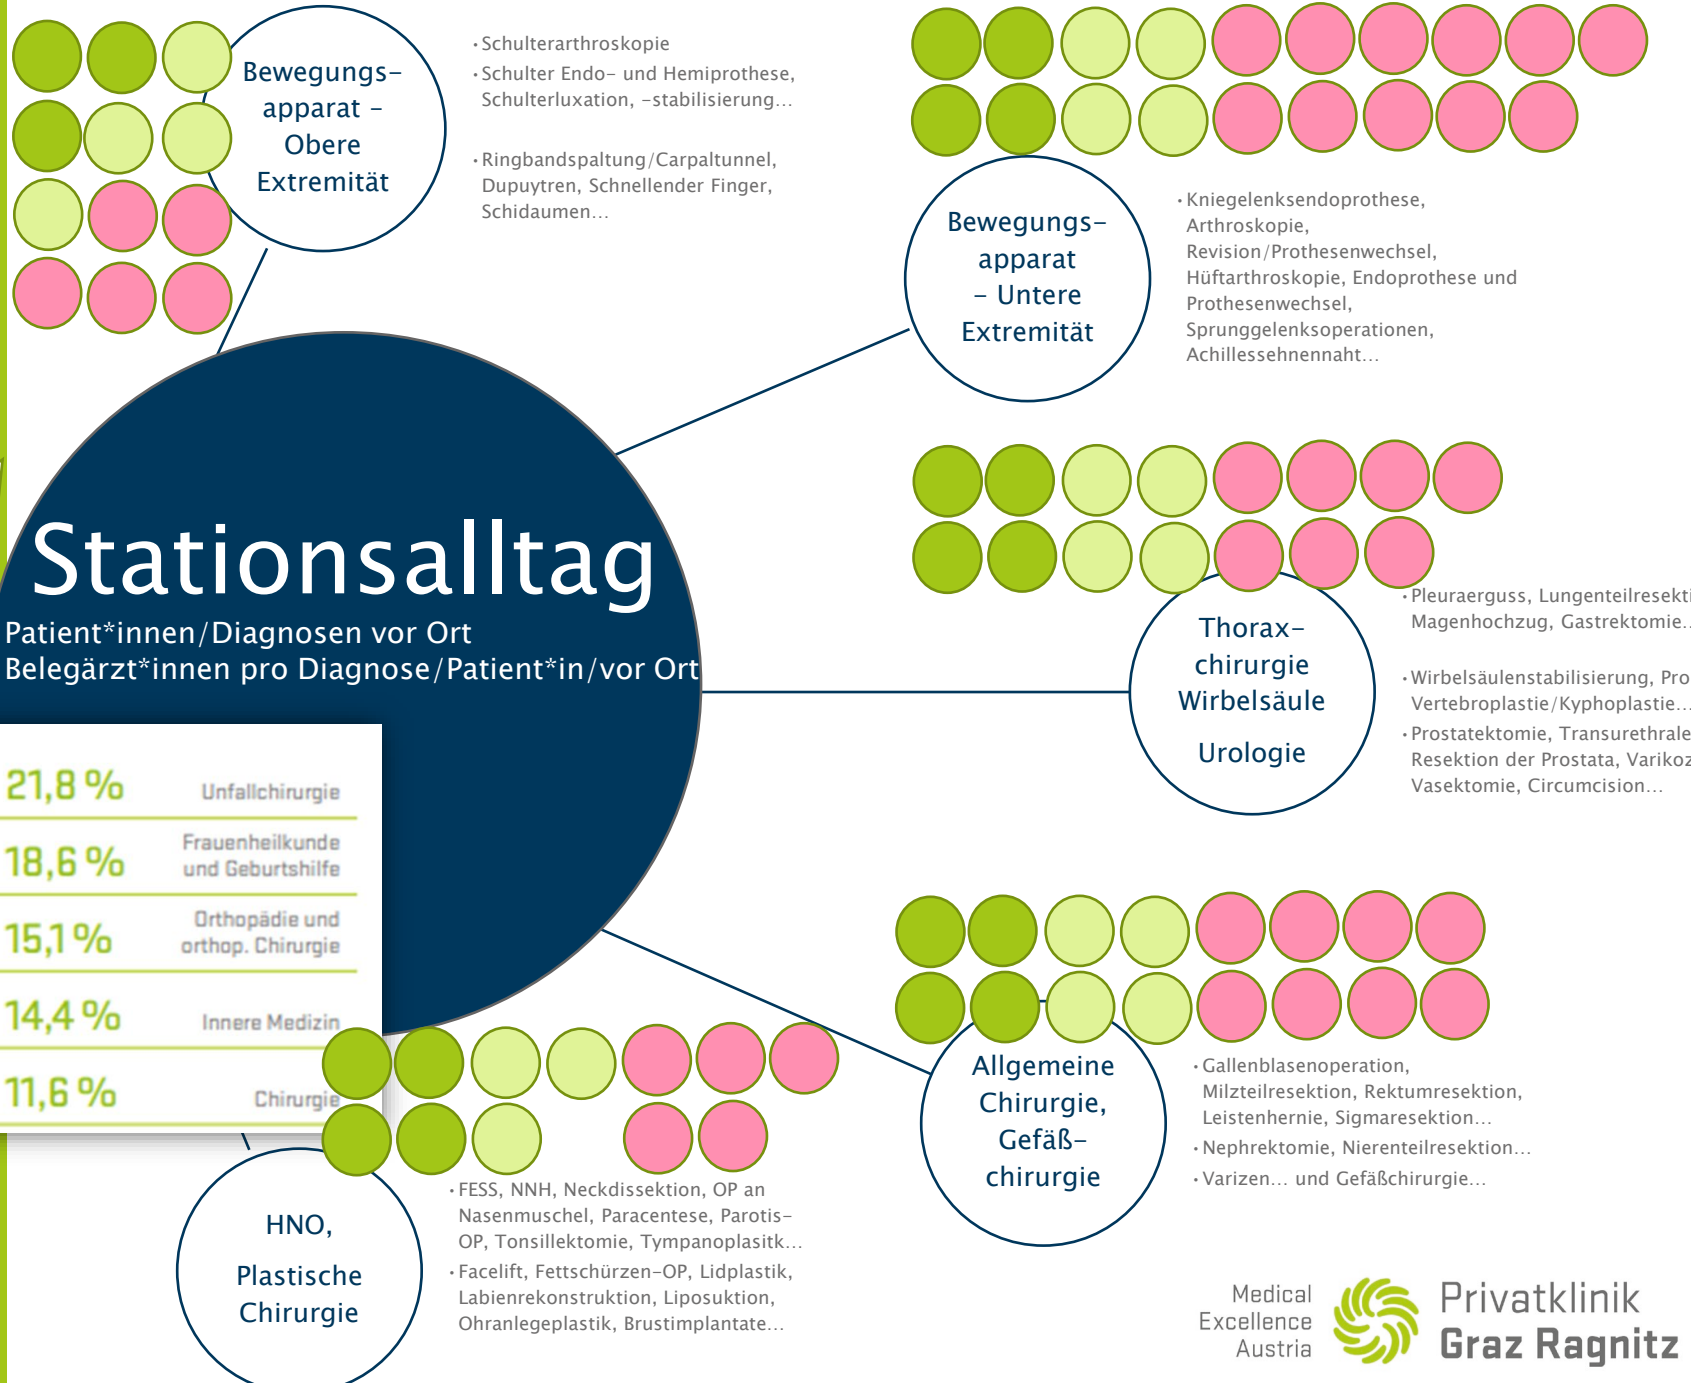 Bewegungs-
apparat -
Obere
Extremität
• Schulterarthroskopie
• Schulter Endo- und Hemiprothese,
Schulterluxation, -stabilisierung...
• Ringbandspaltung/Carpaltunnel,
Dupuytren, Schnellender Finger,
Schidaumen...
Bewegungs-
apparat
- Untere
Extremität
• Kniegelenksendoprothese,
Arthroskopie,
Revision/Prothesenwechsel,
Hüftarthroskopie, Endoprothese und
Prothesenwechsel,
Sprunggelenksoperationen,
Achillessehnennaht...
Stationsalltag
Patient*innen/Diagnosen vor Ort
Belegärzt*innen pro Diagnose/Patient*in/vor Ort
Thorax-
chirurgie
Wirbelsäule
Urologie
• Pleuraerguss,
Magenhochzug, Gastrektomie...
• Wirbelsäulenstabilisierung,
Vertebroplastie/Kyphoplastie...
• Prostatektomie, Transurethrale
Resektion der Prostata,
Vasektomie, Circumcision...
21,8 % Unfallchirurgie
18,6 % Frauenheilkunde
und Geburtshilfe
15,1 % Orthopädie und
orthop. Chirurgie
14,4 % Innere Medizin
11,6 % Chirurgie
Allgemeine
Chirurgie,
Gefäß-
chirurgie
• Gallenblasenoperation,
Milzteilresektion, Rektumresektion,
Leistenhernie, Sigmaresektion...
• Nephrektomie, Nierenteilresektion...
• Varizen... und Gefäßchirurgie...
HNO,
Plastische
Chirurgie
• FESS, NNH, Neckdissektion, OP an
Nasenmuschel, Paracentese, Parotis-
OP, Tonsillektomie, Tympanoplasitk...
• Facelift, Fettschürzen-OP, Lidplastik,
Labienrekonstruktion, Liposuktion,
Ohranlegeplastik, Brustimplantate...
Medical
Excellence
Austria
Privatklinik
Graz Ragnitz